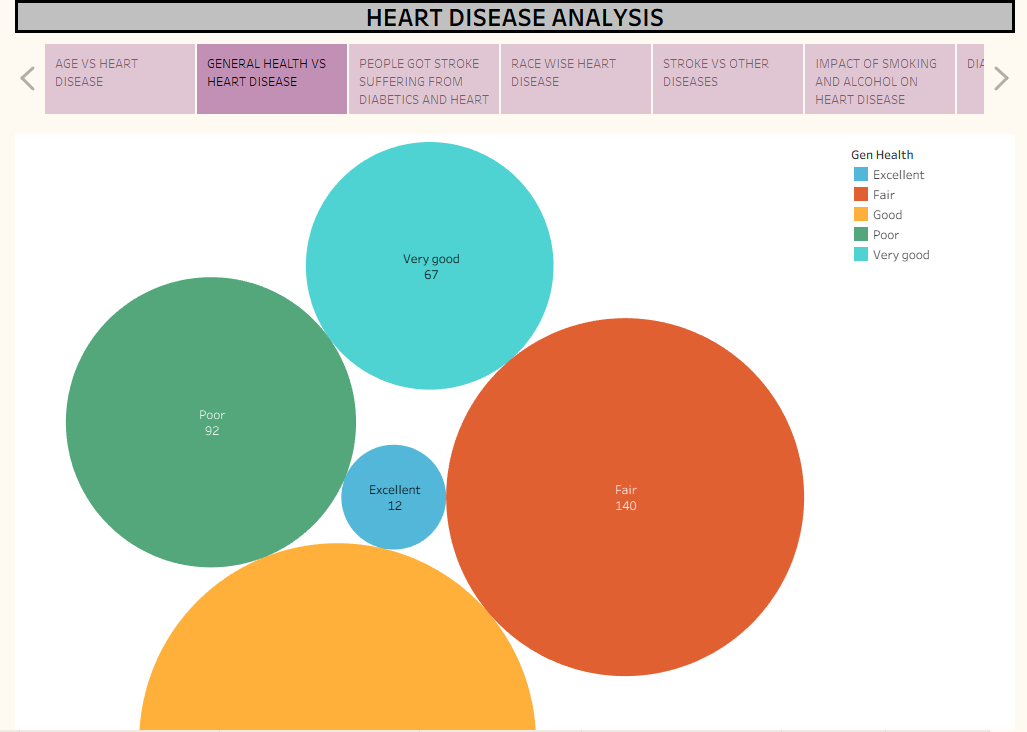 HEART DISEASE ANALYSIS
AGE VS HEART
DISEASE
GENERAL HEALTH VS
HEART DISEASE
PEOPLE GOT STROKE
SUFFERING FROM
DIABETICS AND HEART
RACE WISE HEART
DISEASE
STROKE VS OTHER
DISEASES
IMPACT OF SMOKING
AND ALCOHOL ON
HEART DISEASE
Gen Health
Excellent
Fair
Good
Poor
Very good
Very good
67
Poor
92
Excellent
12
Fair
140